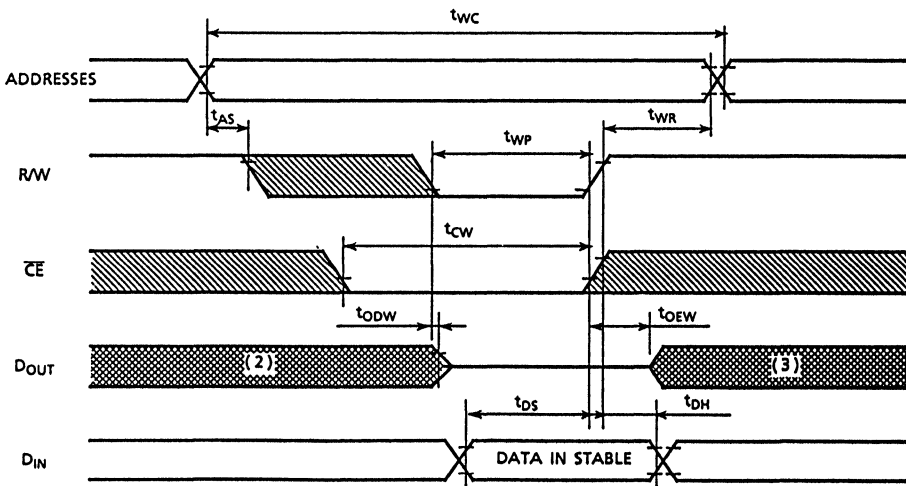 tWC
ADDRESSES
tAS
tWR
tWP
R/W
tCW
CE
tODW
tOEW
DOUT
(2)
(3)
tDS
tDH
DIN
DATA IN STABLE